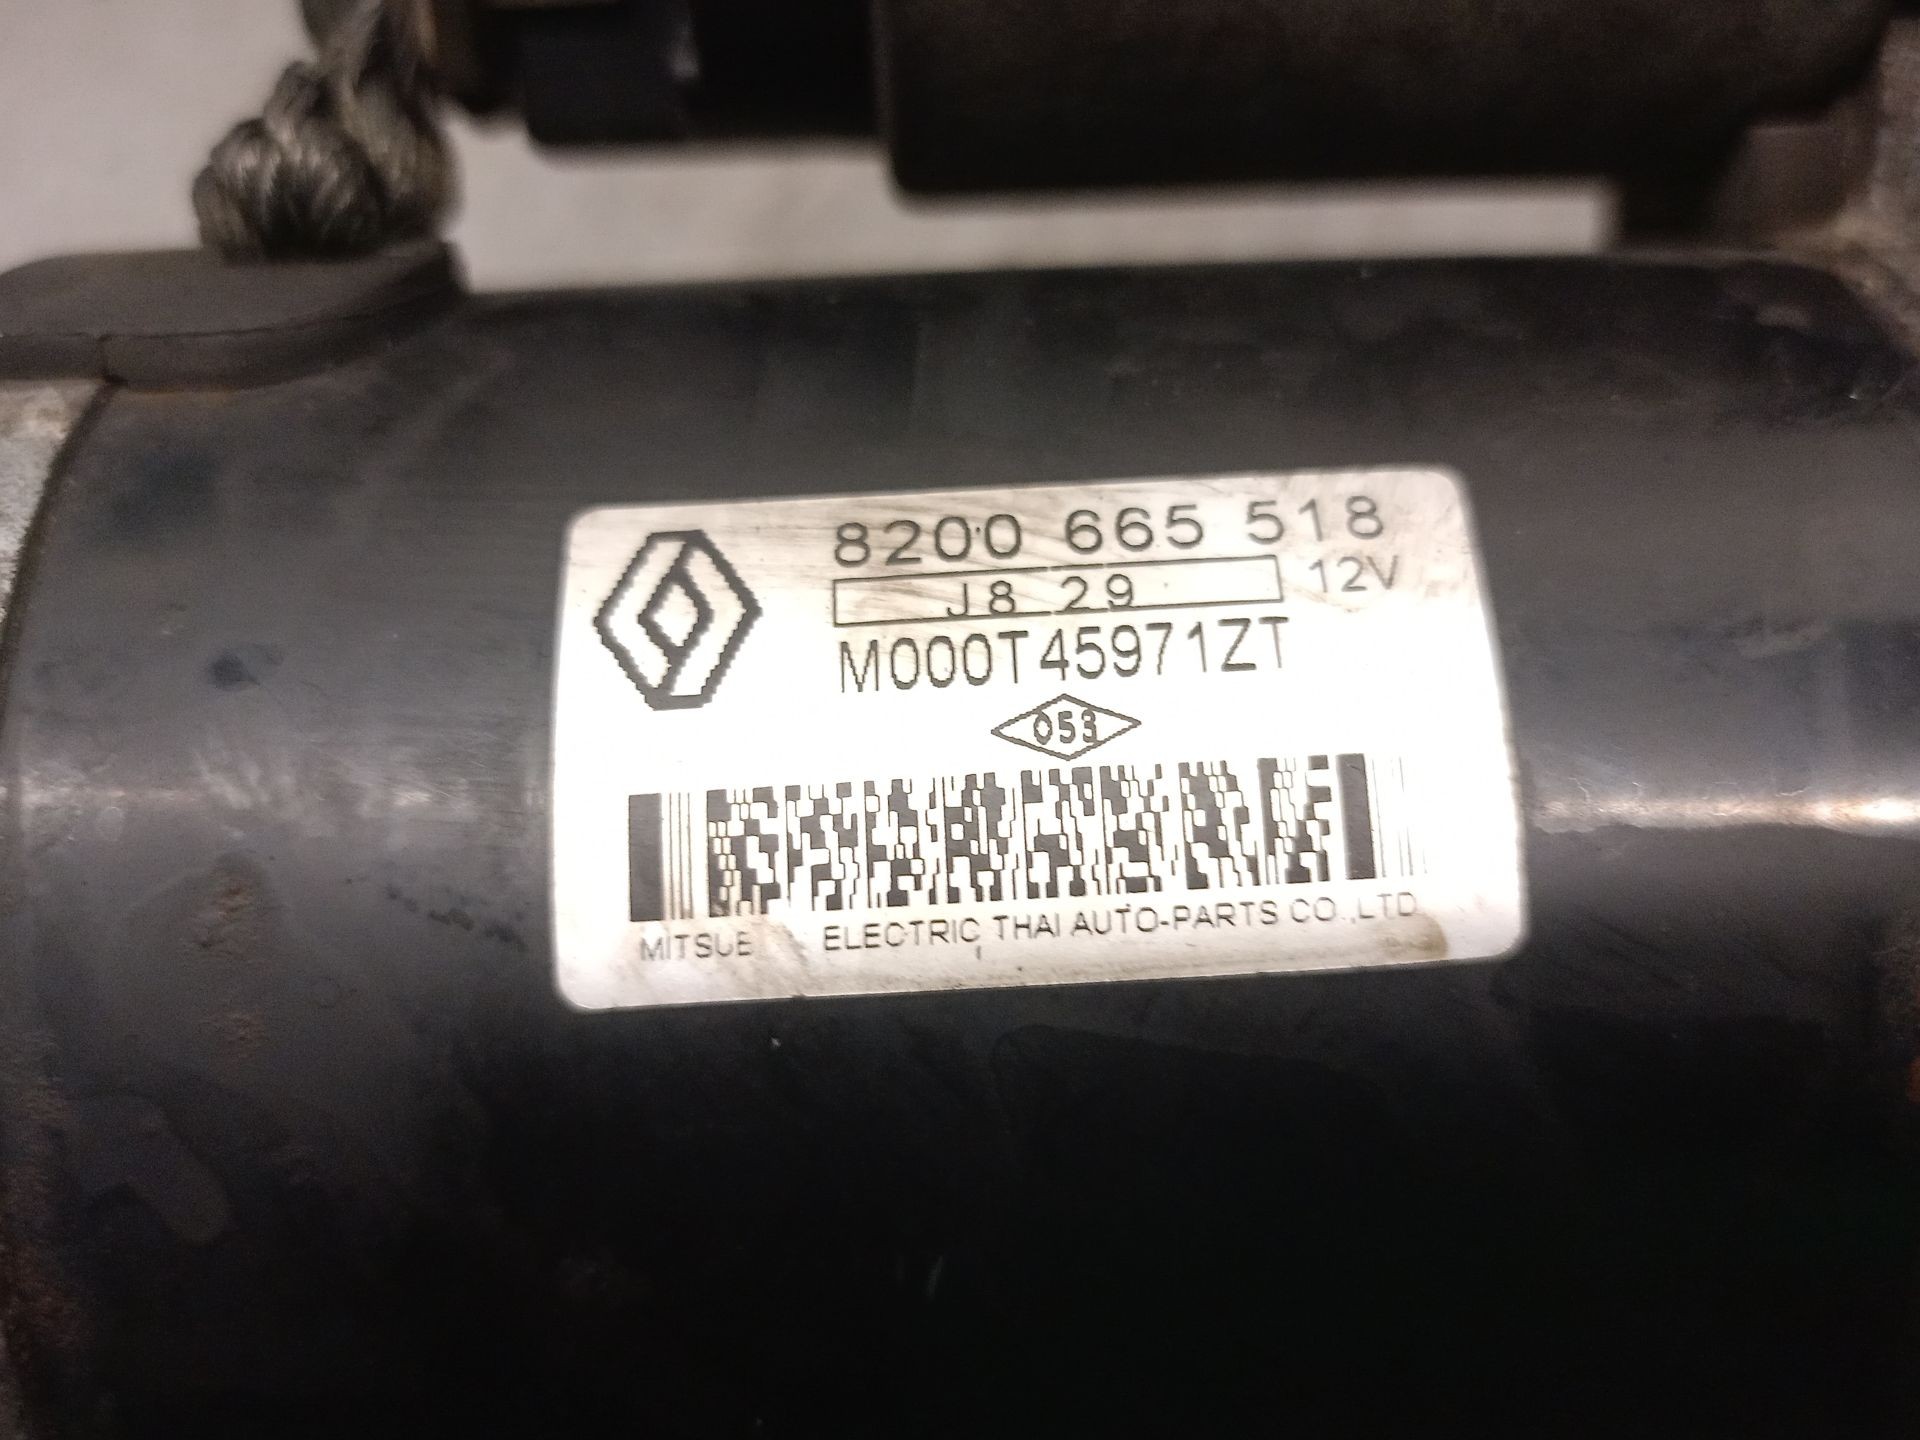 8200 665 518
J8 29 12V
M000T45971ZT
053
MITSUB ELECTRIC THAI AUTO-PARTS CO.,LTD